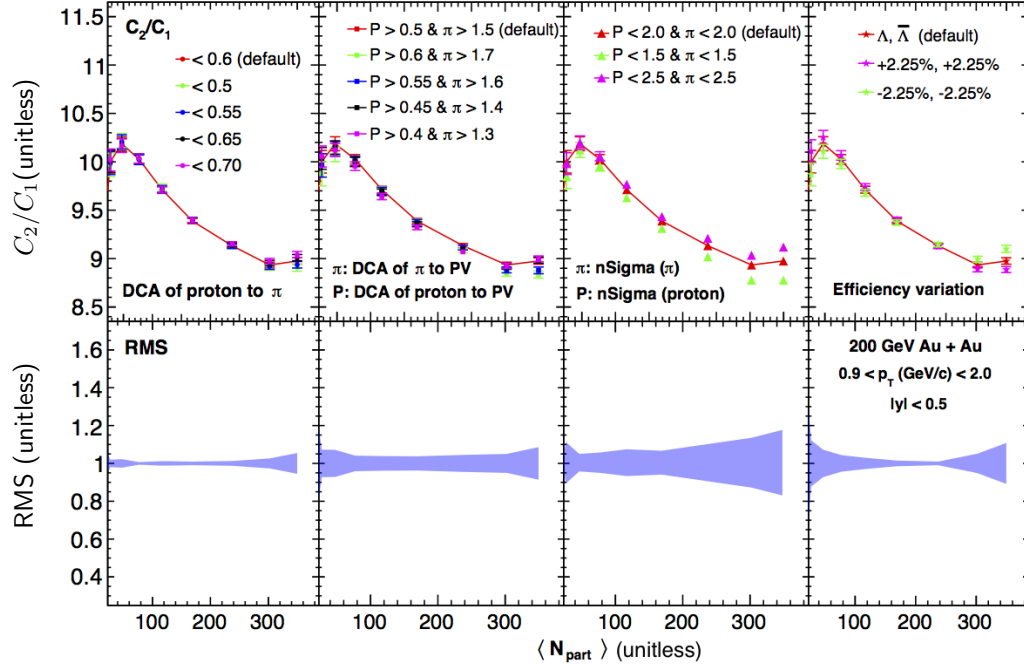 C₂/C₁ (unitless)
11.5
11
10.5
10
9.5
9
8.5
C₂/C₁
< 0.6 (default)
< 0.5
< 0.55
< 0.65
< 0.70
DCA of proton to π
P > 0.5 & π > 1.5 (default)
P > 0.6 & π > 1.7
P > 0.55 & π > 1.6
P > 0.45 & π > 1.4
P > 0.4 & π > 1.3
π: DCA of π to PV
P: DCA of proton to PV
P < 2.0 & π < 2.0 (default)
P < 1.5 & π < 1.5
P < 2.5 & π < 2.5
π: nSigma (π)
P: nSigma (proton)
Λ, Λ̅ (default)
+2.25%, +2.25%
-2.25%, -2.25%
Efficiency variation
RMS (unitless)
1.6
1.4
1.2
1
0.8
0.6
0.4
RMS
200 GeV Au + Au
0.9 < p_T (GeV/c) < 2.0
|y| < 0.5
100 200 300 100 200 300 100 200 300 100 200 300
⟨ N_part ⟩ (unitless)